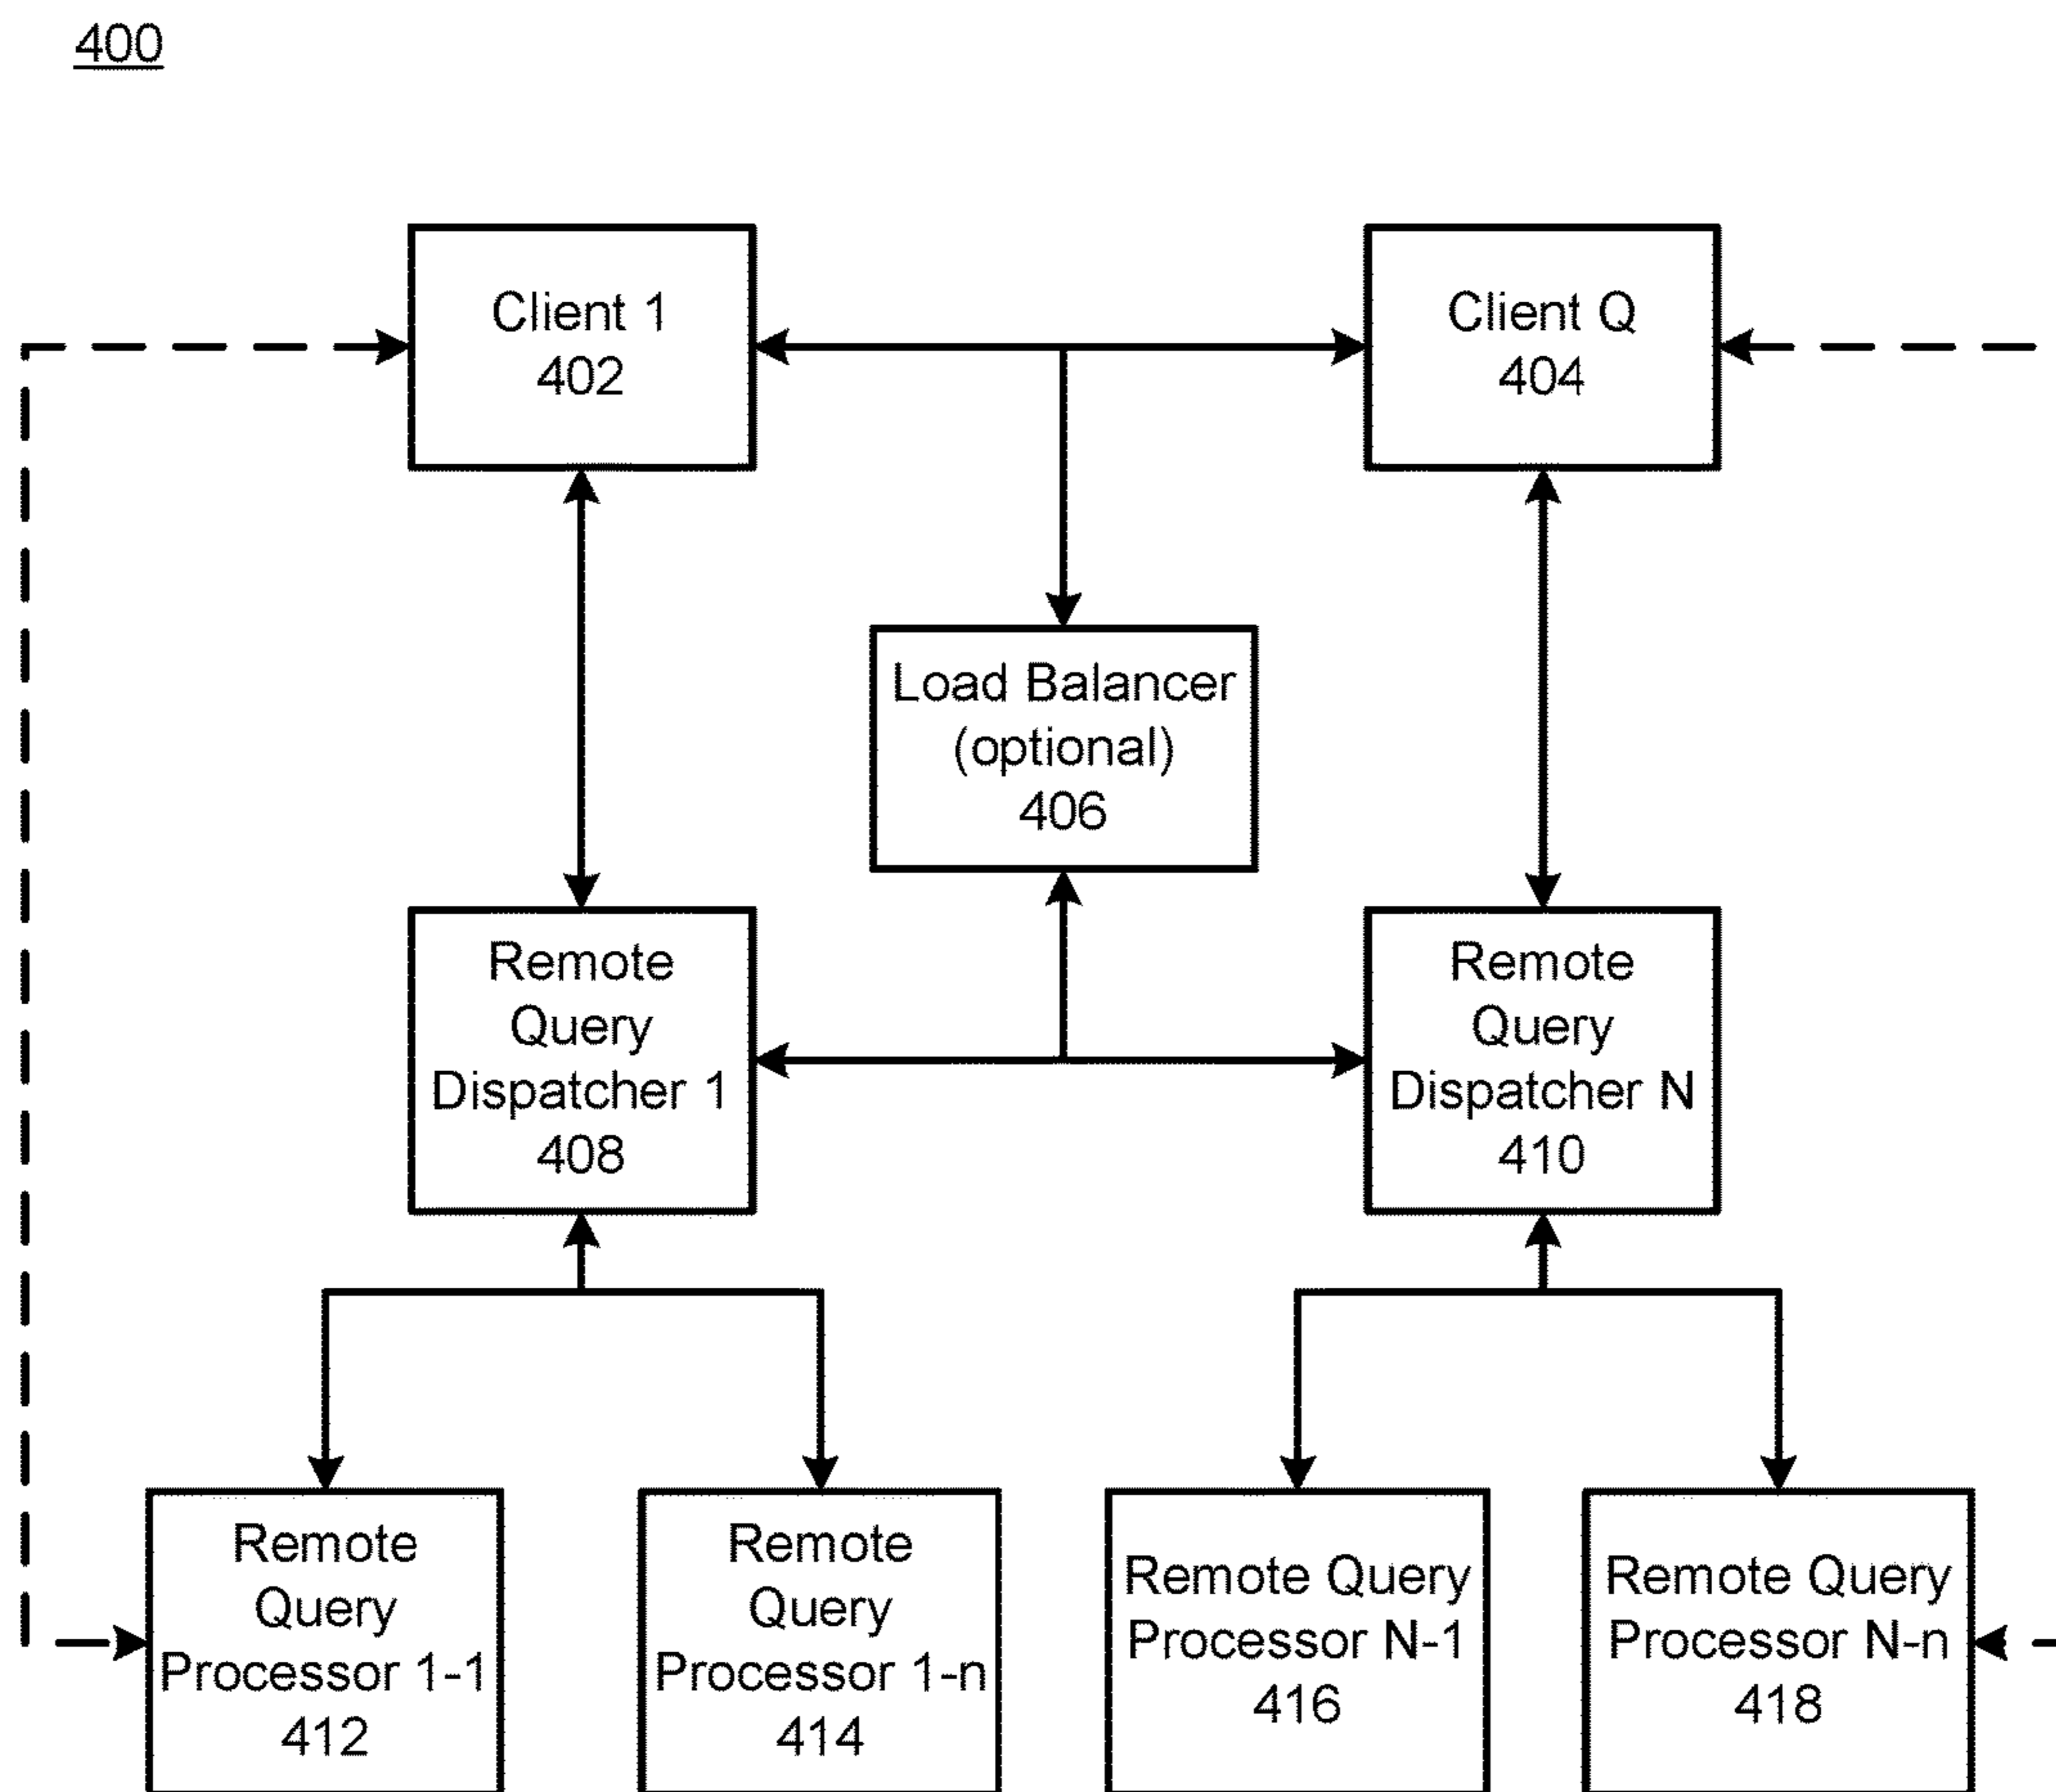 400
Client 1
402
Client Q
404
Load Balancer
(optional)
406
Remote
Query
Dispatcher 1
408
Remote
Query
Dispatcher N
410
Remote
Query
Processor 1-1
412
Remote
Query
Processor 1-n
414
Remote Query
Processor N-1
416
Remote Query
Processor N-n
418